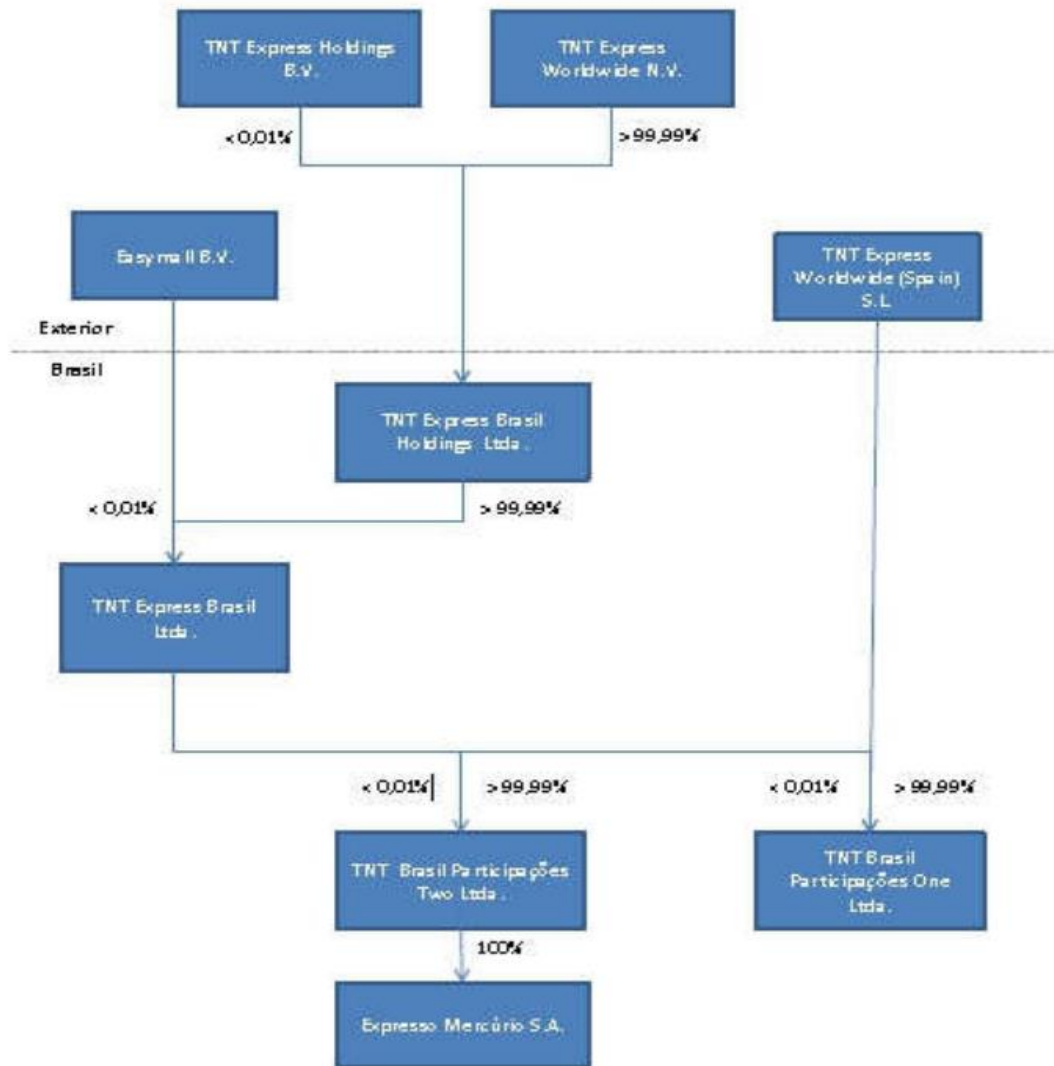 TNT Express Holdings
B.V.
TNT Express
Worldwide N.V.
< 0,01%
> 99,99%
Easymail B.V.
TNT Express
Worldwide (Spain)
S.L
Exterior
Brasil
TNT Express Brasil
Holdings Ltda.
< 0,01%
> 99,99%
TNT Express Brasil
Ltda.
< 0,01%
> 99,99%
< 0,01%
> 99,99%
TNT Brasil Participações
Two Ltda.
TNT Brasil
Participações One
Ltda.
100%
Expresso Mercúrio S.A.